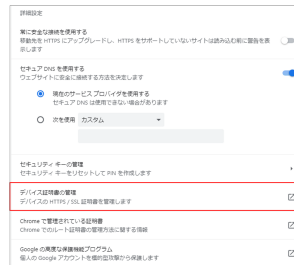 詳細設定
常に安全な接続を使用する
移動先を HTTPS にアップグレードし、HTTPS をサポートしていないサイトは読み込む前に警告を表
示します
セキュア DNS を使用する
ウェブサイトに安全に接続する方法を決定します
現在のサービス プロバイダを使用する
セキュア DNS は使用できない場合があります
次を使用 カスタム
セキュリティ キーの管理
セキュリティ キーをリセットして PIN を作成します
デバイス証明書の管理
デバイスの HTTPS / SSL 証明書を管理します
Chrome で管理されている証明書
Chrome でのルート証明書の管理方法に関する情報
Google の高度な保護機能プログラム
個人の Google アカウントを標的型攻撃から保護します